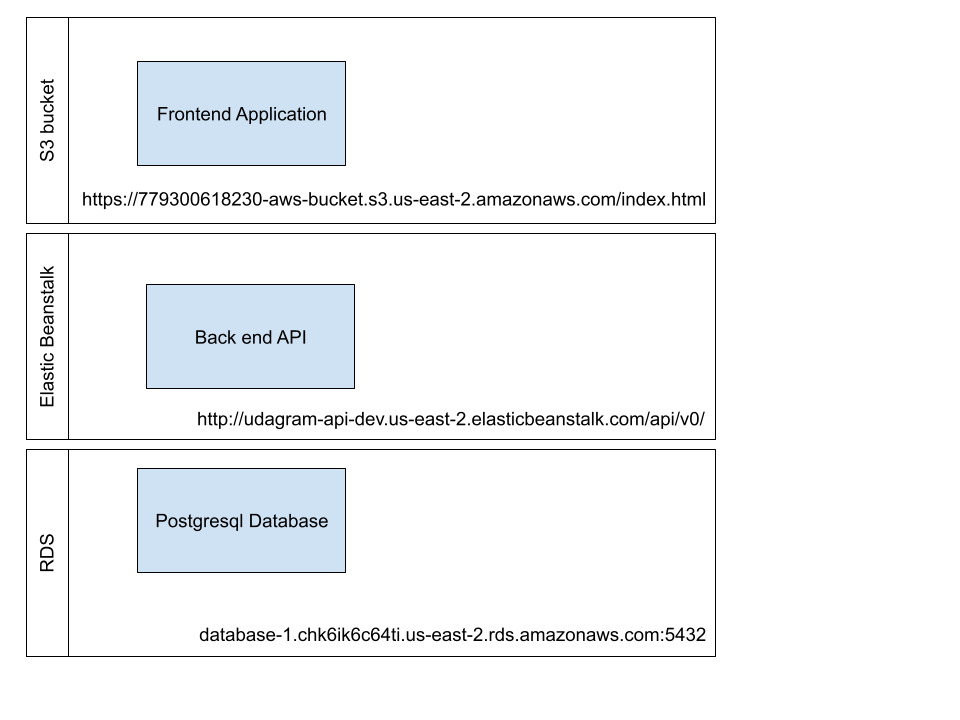 S3 bucket
Frontend Application
https://779300618230-aws-bucket.s3.us-east-2.amazonaws.com/index.html
Elastic Beanstalk
Back end API
http://udagram-api-dev.us-east-2.elasticbeanstalk.com/api/v0/
RDS
Postgresql Database
database-1.chk6ik6c64ti.us-east-2.rds.amazonaws.com:5432